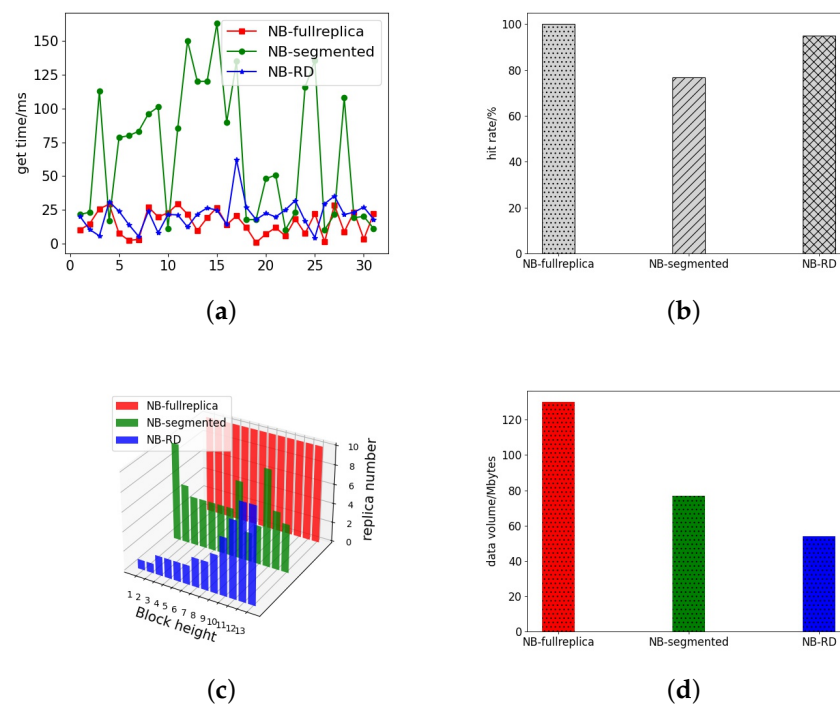 NB-fullreplica
NB-segmented
NB-RD
get time/ms
150
125
100
75
50
25
0
0 5 10 15 20 25 30
(a)
hit rate/%
100
80
60
40
20
0
NB-fullreplica NB-segmented NB-RD
(b)
NB-fullreplica
NB-segmented
NB-RD
replica number
10
8
6
4
2
0
1 2 3 4 5 6 7 8 9 10 11 12 13
Block height
(c)
data volume/Mbytes
120
100
80
60
40
20
0
NB-fullreplica NB-segmented NB-RD
(d)